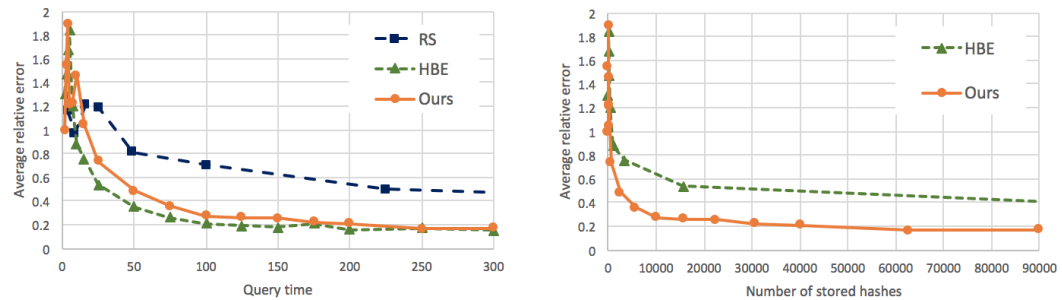 Average relative error
2
1.8
1.6
1.4
1.2
1
0.8
0.6
0.4
0.2
0
0 50 100 150 200 250 300
Query time
RS
HBE
Ours
Average relative error
2
1.8
1.6
1.4
1.2
1
0.8
0.6
0.4
0.2
0
0 10000 20000 30000 40000 50000 60000 70000 80000 90000
Number of stored hashes
HBE
Ours